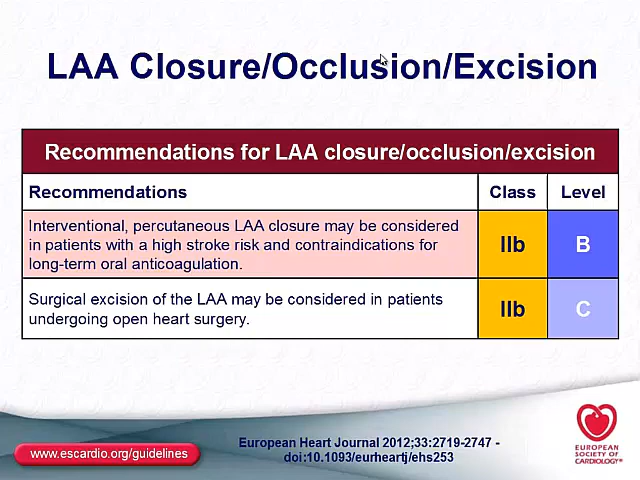 LAA Closure/Occlusion/Excision
Recommendations for LAA closure/occlusion/excision
Recommendations Class Level
Interventional, percutaneous LAA closure may be considered
in patients with a high stroke risk and contraindications for
long-term oral anticoagulation.
IIb B
Surgical excision of the LAA may be considered in patients
undergoing open heart surgery.
IIb C
www.escardio.org/guidelines
European Heart Journal 2012;33:2719-2747 -
doi:10.1093/eurheartj/ehs253
EUROPEAN
SOCIETY OF
CARDIOLOGY®